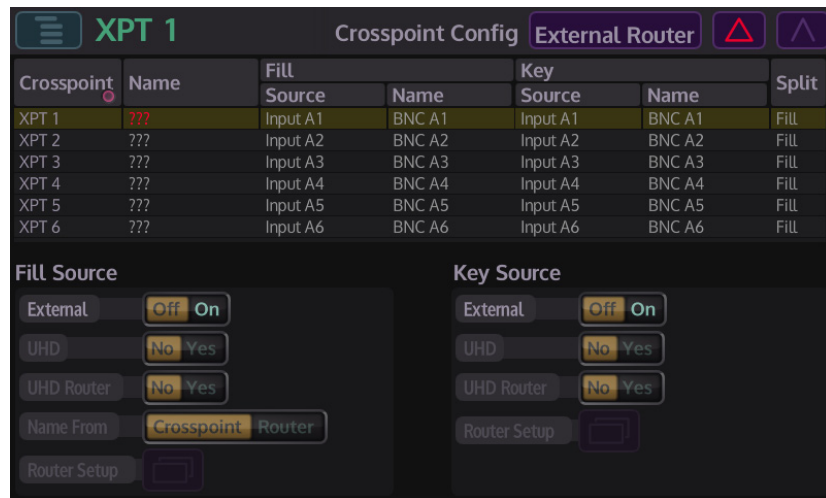 XPT 1 Crosspoint Config External Router
Crosspoint Name Fill Key Split
Source Name Source Name
XPT 1 ??? Input A1 BNC A1 Input A1 BNC A1 Fill
XPT 2 ??? Input A2 BNC A2 Input A2 BNC A2 Fill
XPT 3 ??? Input A3 BNC A3 Input A3 BNC A3 Fill
XPT 4 ??? Input A4 BNC A4 Input A4 BNC A4 Fill
XPT 5 ??? Input A5 BNC A5 Input A5 BNC A5 Fill
XPT 6 ??? Input A6 BNC A6 Input A6 BNC A6 Fill
Fill Source Key Source
External Off On External Off On
UHD No Yes UHD No Yes
UHD Router No Yes UHD Router No Yes
Name From Crosspoint Router Router Setup
Router Setup